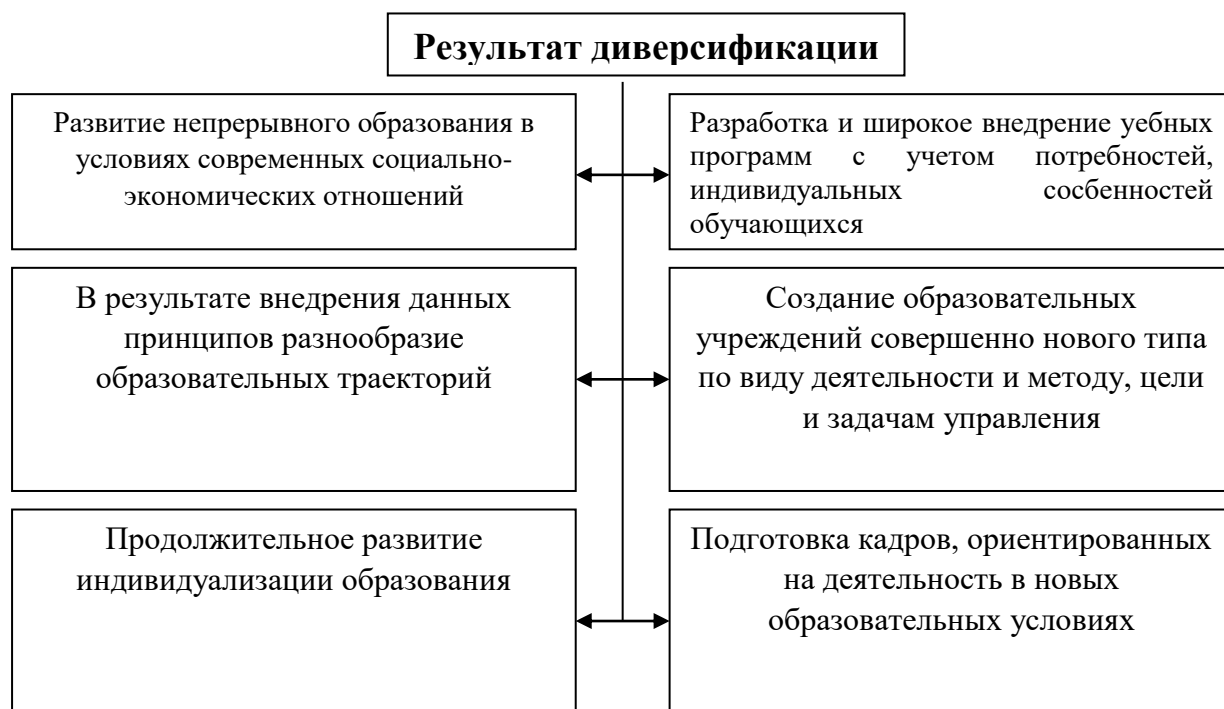 Результат диверсификации
Развитие непрерывного образования в
условиях современных социально-
экономических отношений
Разработка и широкое внедрение уебных
программ с учетом потребностей,
индивидуальных сосбенностей
обучающихся
В результате внедрения данных
принципов разнообразие
образовательных траекторий
Создание образовательных
учреждений совершенно нового типа
по виду деятельности и методу, цели
и задачам управления
Продолжительное развитие
индивидуализации образования
Подготовка кадров, ориентированных
на деятельность в новых
образовательных условиях